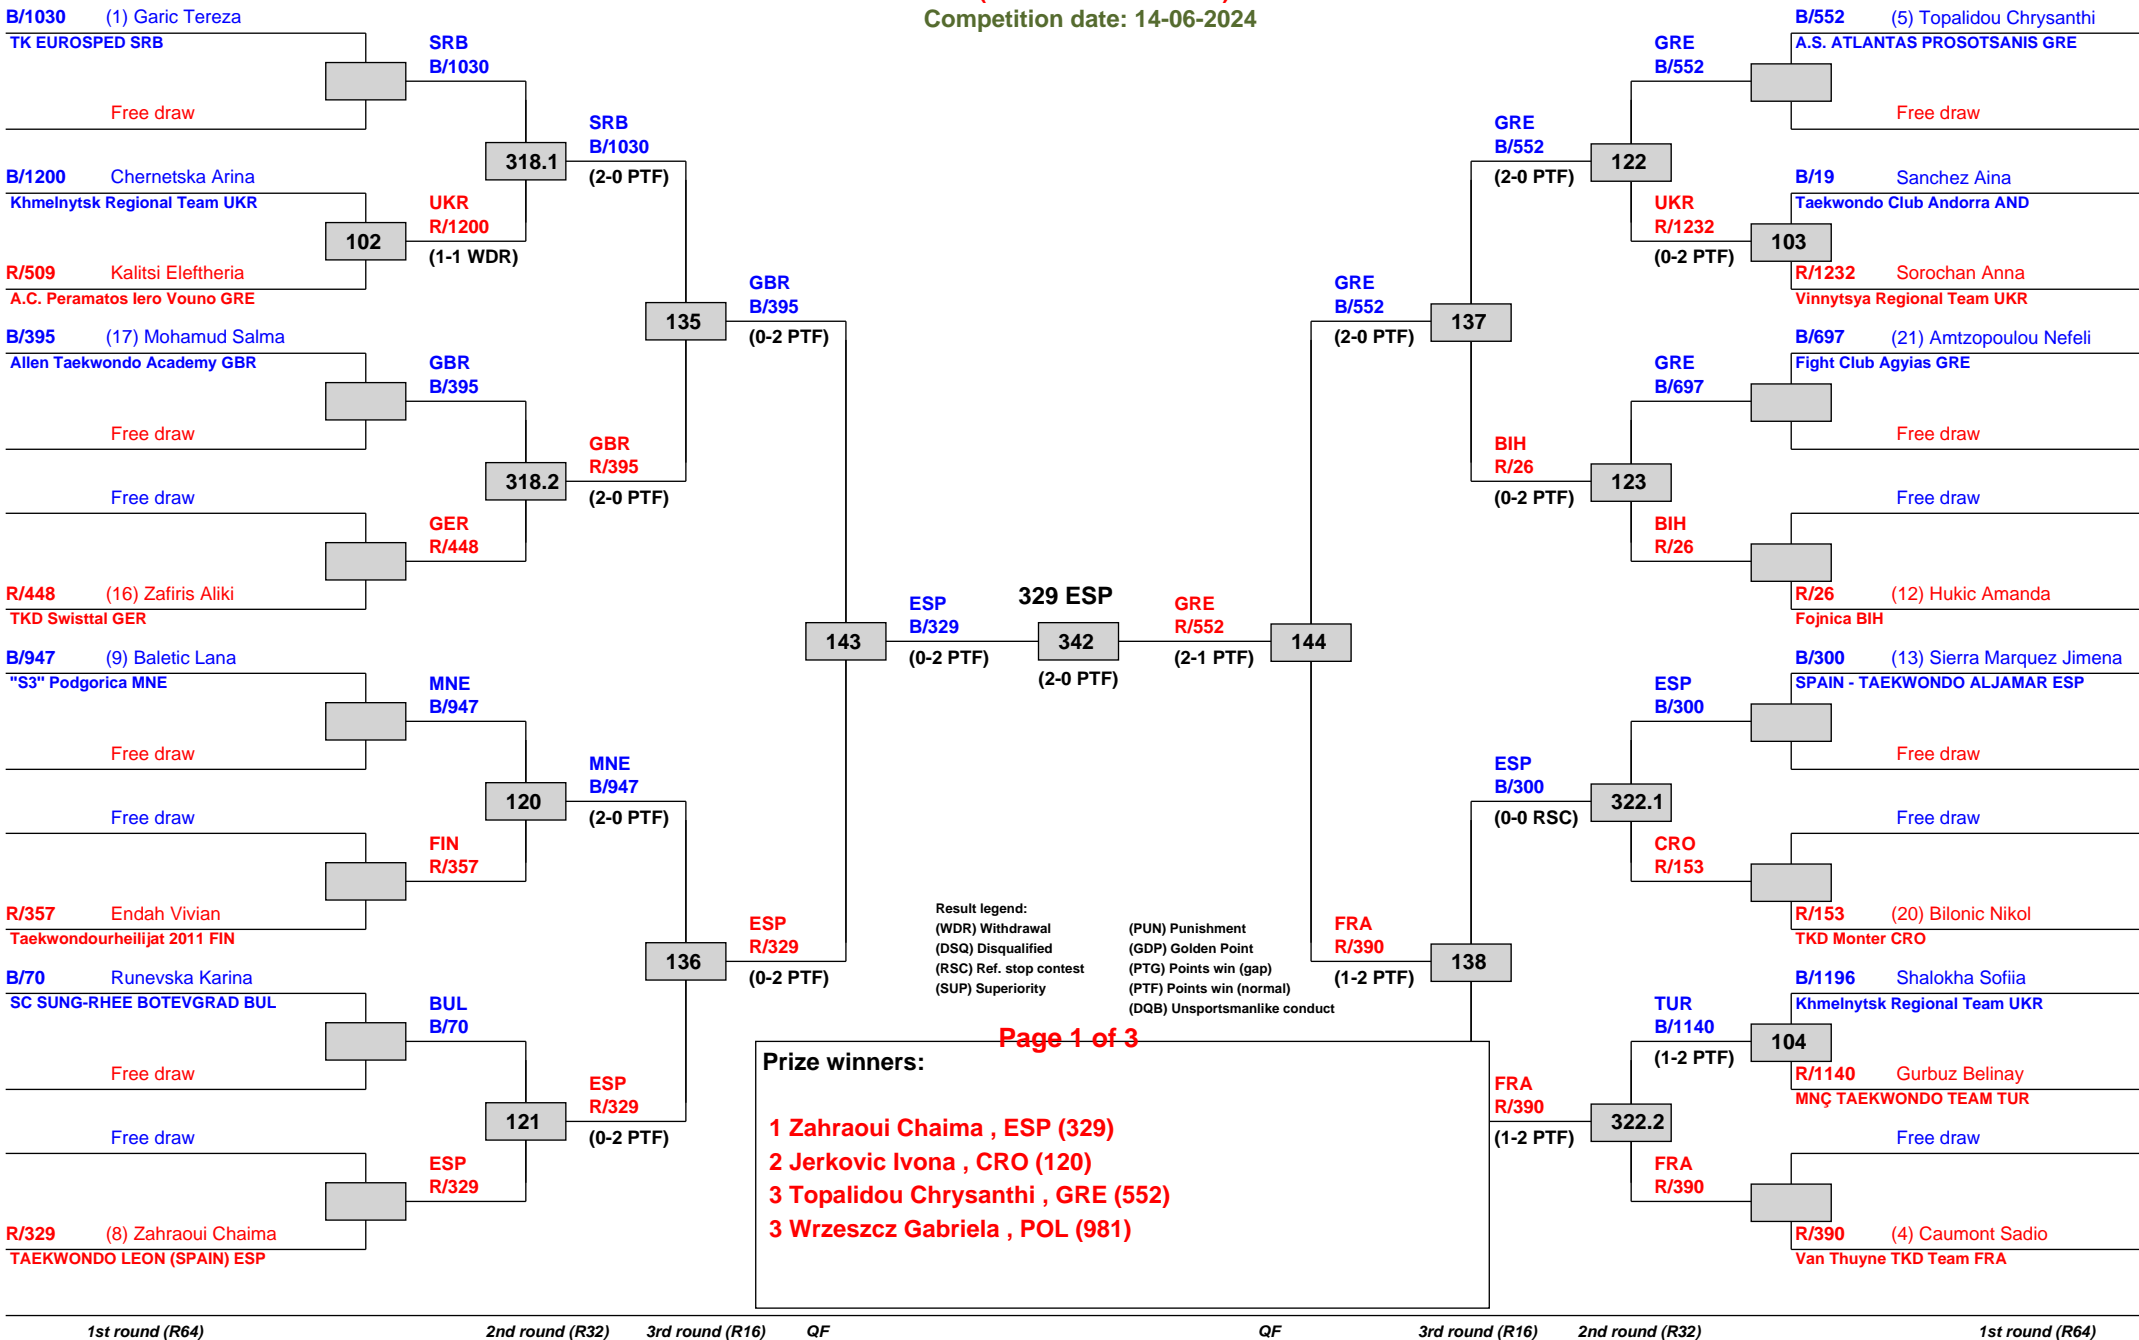 Competition date: 14-06-2024
B/1030 (1) Garic Tereza
TK EUROSPED SRB
Free draw
B/1200 Chernetska Arina
Khmelnytsk Regional Team UKR
102
R/509 Kalitsi Eleftheria
A.C. Peramatos Iero Vouno GRE
B/395 (17) Mohamud Salma
Allen Taekwondo Academy GBR
Free draw
Free draw
R/448 (16) Zafiris Aliki
TKD Swisttal GER
B/947 (9) Baletic Lana
"S3" Podgorica MNE
Free draw
Free draw
R/357 Endah Vivian
Taekwondourheilijat 2011 FIN
B/70 Runevska Karina
SC SUNG-RHEE BOTEVGRAD BUL
Free draw
Free draw
R/329 (8) Zahraoui Chaima
TAEKWONDO LEON (SPAIN) ESP
SRB
B/1030
318.1
UKR
R/1200
(1-1 WDR)
GBR
B/395
318.2
GER
R/448
MNE
B/947
120
FIN
R/357
BUL
B/70
121
ESP
R/329
SRB
B/1030
(2-0 PTF)
135
GBR
R/395
(2-0 PTF)
MNE
B/947
(2-0 PTF)
136
ESP
R/329
(0-2 PTF)
GBR
B/395
(0-2 PTF)
143
ESP
R/329
(0-2 PTF)
ESP
B/329
(0-2 PTF)
329 ESP
342
(2-0 PTF)
GRE
R/552
(2-1 PTF)
144
GRE
B/552
(2-0 PTF)
137
FRA
R/390
(1-2 PTF)
138
GRE
B/552
(2-0 PTF)
122
BIH
R/26
(0-2 PTF)
123
ESP
B/300
(0-0 RSC)
322.1
FRA
R/390
(1-2 PTF)
322.2
GRE
B/552
UKR
R/1232
(0-2 PTF)
103
GRE
B/697
BIH
R/26
ESP
B/300
CRO
R/153
TUR
B/1140
(1-2 PTF)
104
FRA
R/390
B/552 (5) Topalidou Chrysanthi
A.S. ATLANTAS PROSOTSANIS GRE
Free draw
B/19 Sanchez Aina
Taekwondo Club Andorra AND
R/1232 Sorochan Anna
Vinnytsya Regional Team UKR
B/697 (21) Amtzopoulou Nefeli
Fight Club Agyias GRE
Free draw
Free draw
R/26 (12) Hukic Amanda
Fojnica BIH
B/300 (13) Sierra Marquez Jimena
SPAIN - TAEKWONDO ALJAMAR ESP
Free draw
Free draw
R/153 (20) Bilonic Nikol
TKD Monter CRO
B/1196 Shalokha Sofiia
Khmelnytsk Regional Team UKR
R/1140 Gurbuz Belinay
MNÇ TAEKWONDO TEAM TUR
Free draw
R/390 (4) Caumont Sadio
Van Thuyne TKD Team FRA
Result legend:
(WDR) Withdrawal (PUN) Punishment
(DSQ) Disqualified (GDP) Golden Point
(RSC) Ref. stop contest (PTG) Points win (gap)
(SUP) Superiority (PTF) Points win (normal)
(DQB) Unsportsmanlike conduct
Page 1 of 3
Prize winners:
1 Zahraoui Chaima , ESP (329)
2 Jerkovic Ivona , CRO (120)
3 Topalidou Chrysanthi , GRE (552)
3 Wrzeszcz Gabriela , POL (981)
1st round (R64) 2nd round (R32) 3rd round (R16) QF QF 3rd round (R16) 2nd round (R32) 1st round (R64)